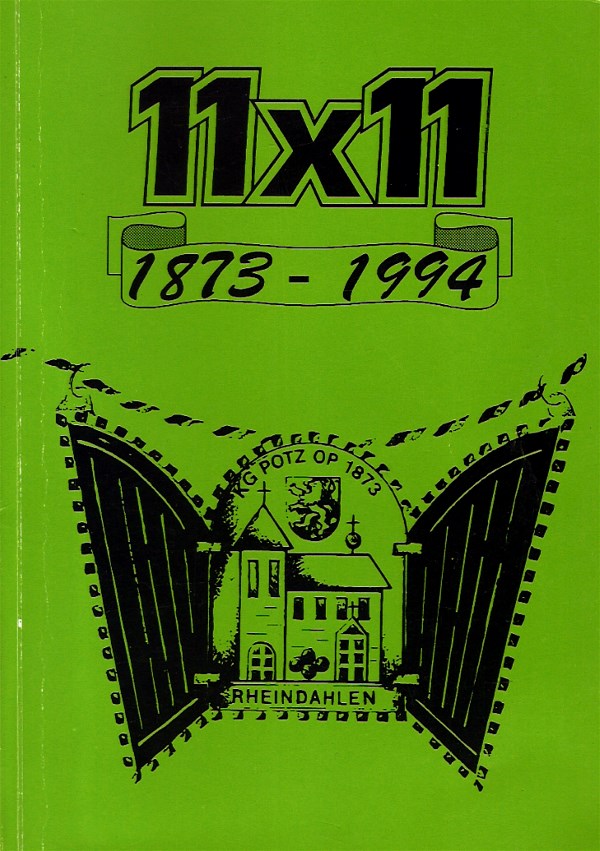 11x11
1873 - 1994
KG POTZ OP 1873
RHEINDAHLEN